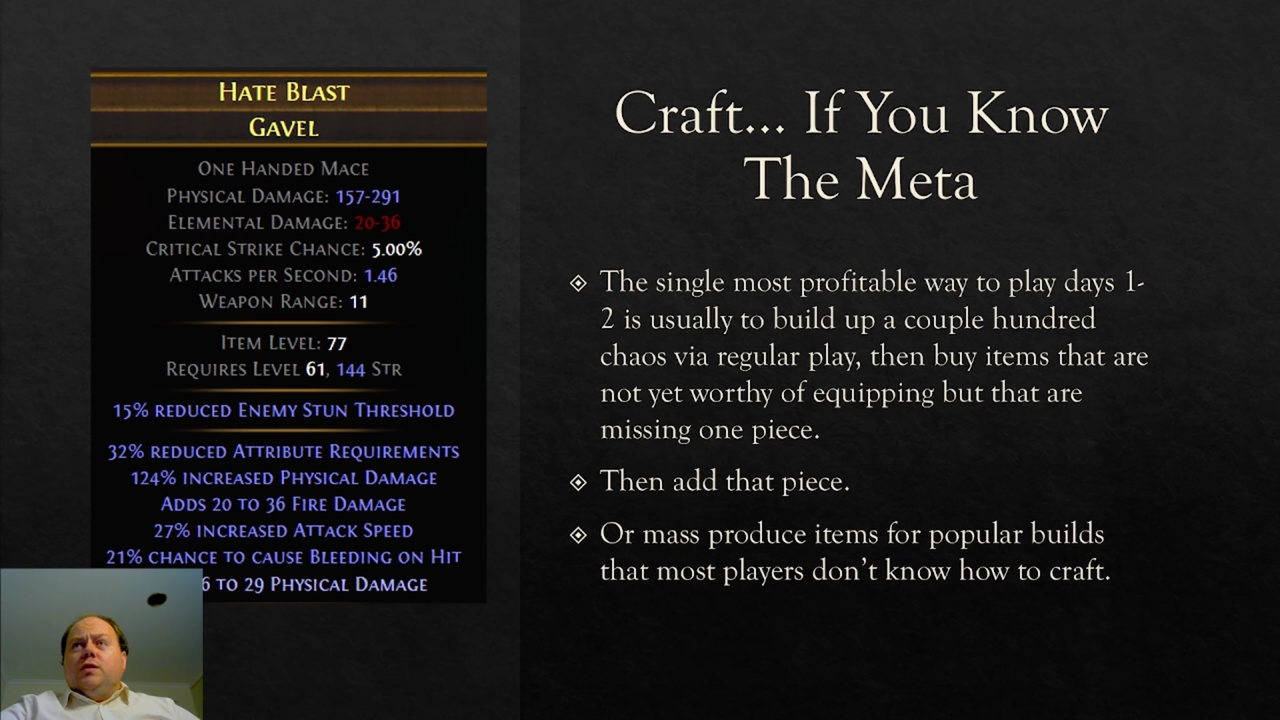 HATE BLAST
GAVEL
ONE HANDED MACE
PHYSICAL DAMAGE: 157-291
ELEMENTAL DAMAGE: 20-36
CRITICAL STRIKE CHANCE: 5.00%
ATTACKS PER SECOND: 1.46
WEAPON RANGE: 11
ITEM LEVEL: 77
REQUIRES LEVEL 61, 144 STR
15% REDUCED ENEMY STUN THRESHOLD
32% REDUCED ATTRIBUTE REQUIREMENTS
124% INCREASED PHYSICAL DAMAGE
ADDS 20 TO 36 FIRE DAMAGE
27% INCREASED ATTACK SPEED
21% CHANCE TO CAUSE BLEEDING ON HIT
6 TO 29 PHYSICAL DAMAGE
Craft... If You Know
The Meta
The single most profitable way to play days 1-
2 is usually to build up a couple hundred
chaos via regular play, then buy items that are
not yet worthy of equipping but that are
missing one piece.
Then add that piece.
Or mass produce items for popular builds
that most players don't know how to craft.